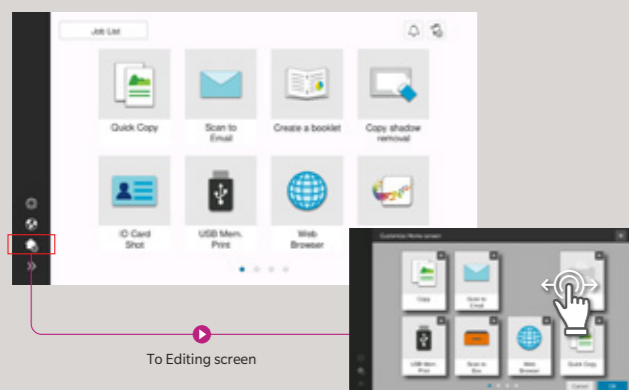 Job List
Quick Copy
Scan to
Email
Create a booklet
Copy shadow
removal
ID Card
Shot
USB Mem.
Print
Web
Browser
To Editing screen
Customize Home screen
Copy
Scan to
Email
USB Mem.
Print
Scan to
Box
Web
Browser
Quick Copy
Cancel
OK